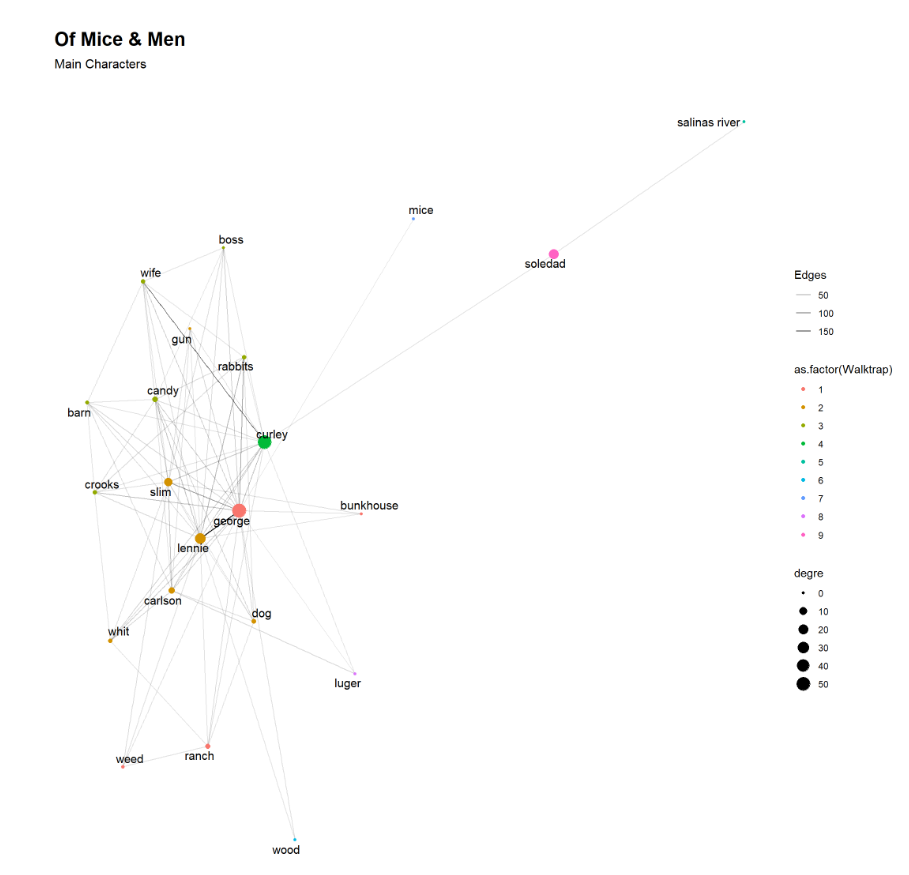 Of Mice & Men
Main Characters
salinas river
mice
soledad
boss
wife
gun
rabbits
candy
barn
curley
crooks
slim
bunkhouse
george
lennie
carlson
dog
whit
luger
weed
ranch
wood
Edges
50
100
150
as.factor(Walktrap)
1
2
3
4
5
6
7
8
9
degre
0
10
20
30
40
50